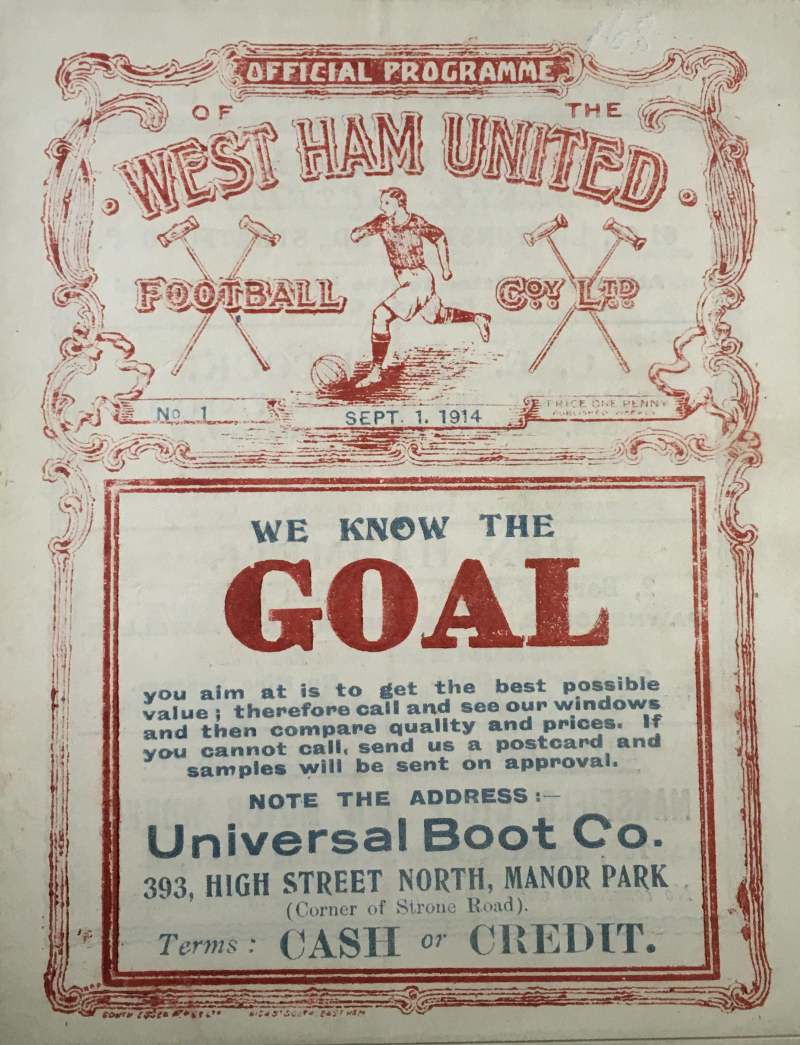 168
OFFICIAL PROGRAMME
OF THE
WEST HAM UNITED
FOOTBALL COY LTD
No. 1
SEPT. 1. 1914
PRICE ONE PENNY
PUBLISHED WEEKLY
WE KNOW THE
GOAL
you aim at is to get the best possible
value; therefore call and see our windows
and then compare quality and prices. If
you cannot call, send us a postcard and
samples will be sent on approval.
NOTE THE ADDRESS:—
Universal Boot Co.
393, HIGH STREET NORTH, MANOR PARK
(Corner of Strone Road).
Terms: CASH or CREDIT.